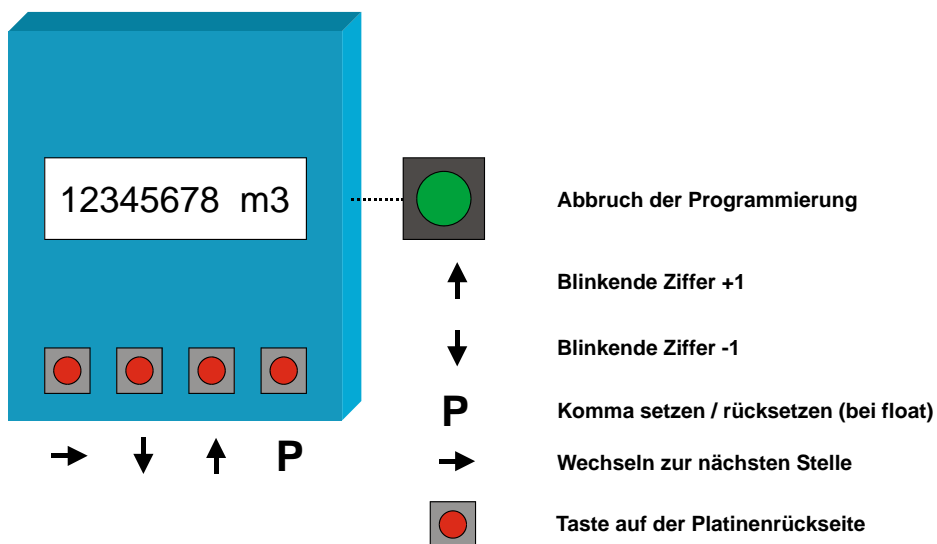 12345678 m3
Abbruch der Programmierung
Blinkende Ziffer +1
Blinkende Ziffer -1
P Komma setzen / rücksetzen (bei float)
→ ↓ ↑ P
→ Wechseln zur nächsten Stelle
Taste auf der Platinenrückseite